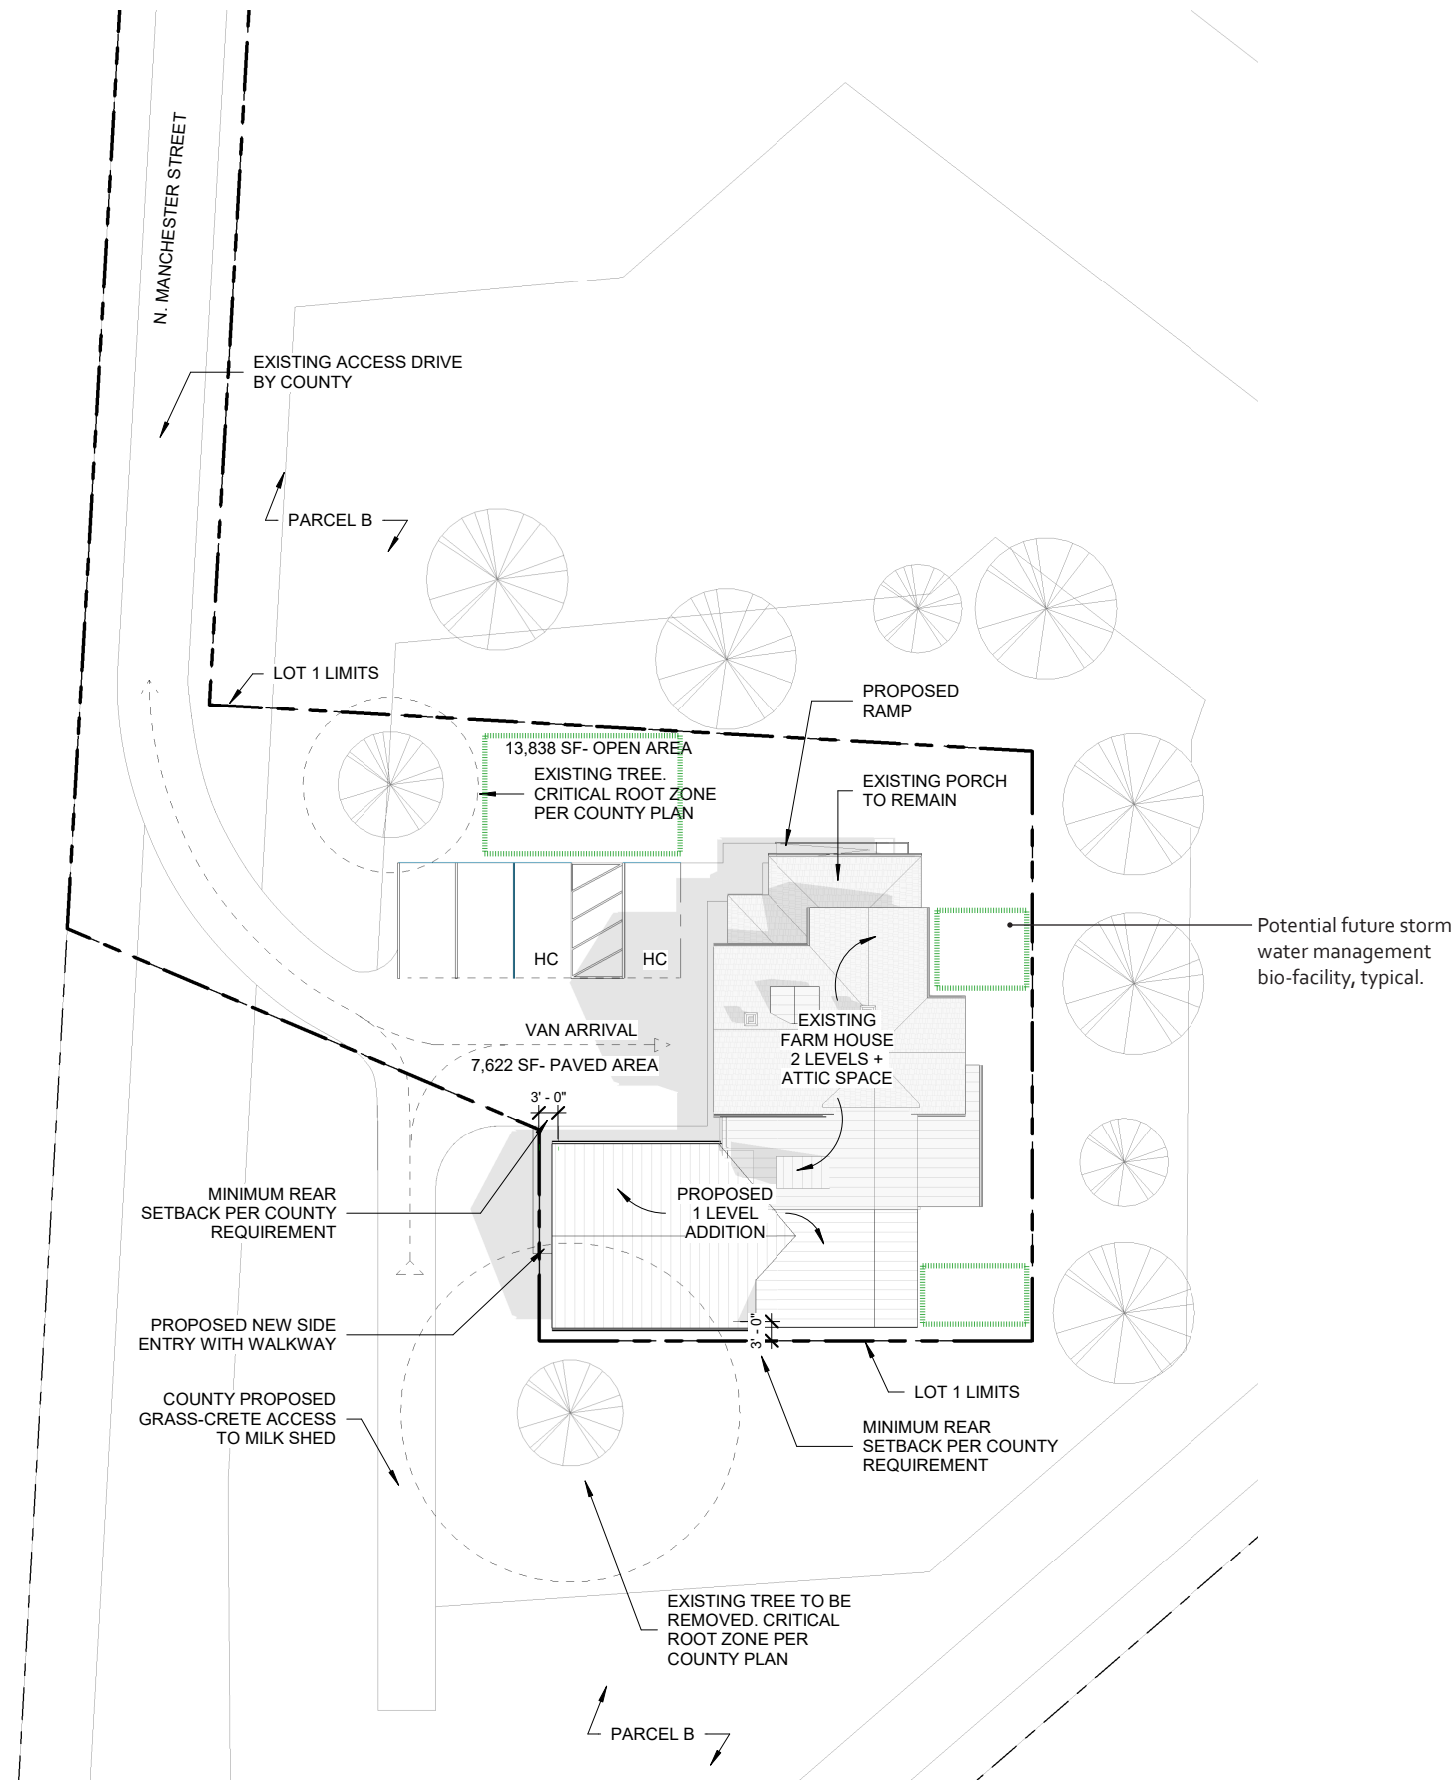 N. MANCHESTER STREET
EXISTING ACCESS DRIVE
BY COUNTY
PARCEL B
LOT 1 LIMITS
PROPOSED
RAMP
13,838 SF- OPEN AREA
EXISTING TREE.
CRITICAL ROOT ZONE
PER COUNTY PLAN
EXISTING PORCH
TO REMAIN
Potential future storm
water management
bio-facility, typical.
HC
HC
VAN ARRIVAL
7,622 SF- PAVED AREA
EXISTING
FARM HOUSE
2 LEVELS +
ATTIC SPACE
3' - 0"
MINIMUM REAR
SETBACK PER COUNTY
REQUIREMENT
PROPOSED
1 LEVEL
ADDITION
PROPOSED NEW SIDE
ENTRY WITH WALKWAY
3' - 0"
COUNTY PROPOSED
GRASS-CRETE ACCESS
TO MILK SHED
LOT 1 LIMITS
MINIMUM REAR
SETBACK PER COUNTY
REQUIREMENT
EXISTING TREE TO BE
REMOVED. CRITICAL
ROOT ZONE PER
COUNTY PLAN
PARCEL B